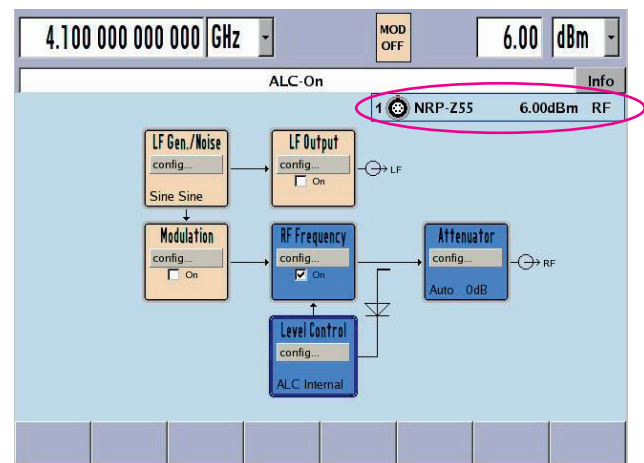 4.100 000 000 000 GHz MOD OFF 6.00 dBm
ALC-On Info
1 NRP-Z55 6.00dBm RF
LF Gen./Noise
config...
Sine Sine
LF Output
config...
On
LF
Modulation
config...
On
RF Frequency
config...
On
Attenuator
config...
Auto 0dB
RF
Level Control
config...
ALC Internal